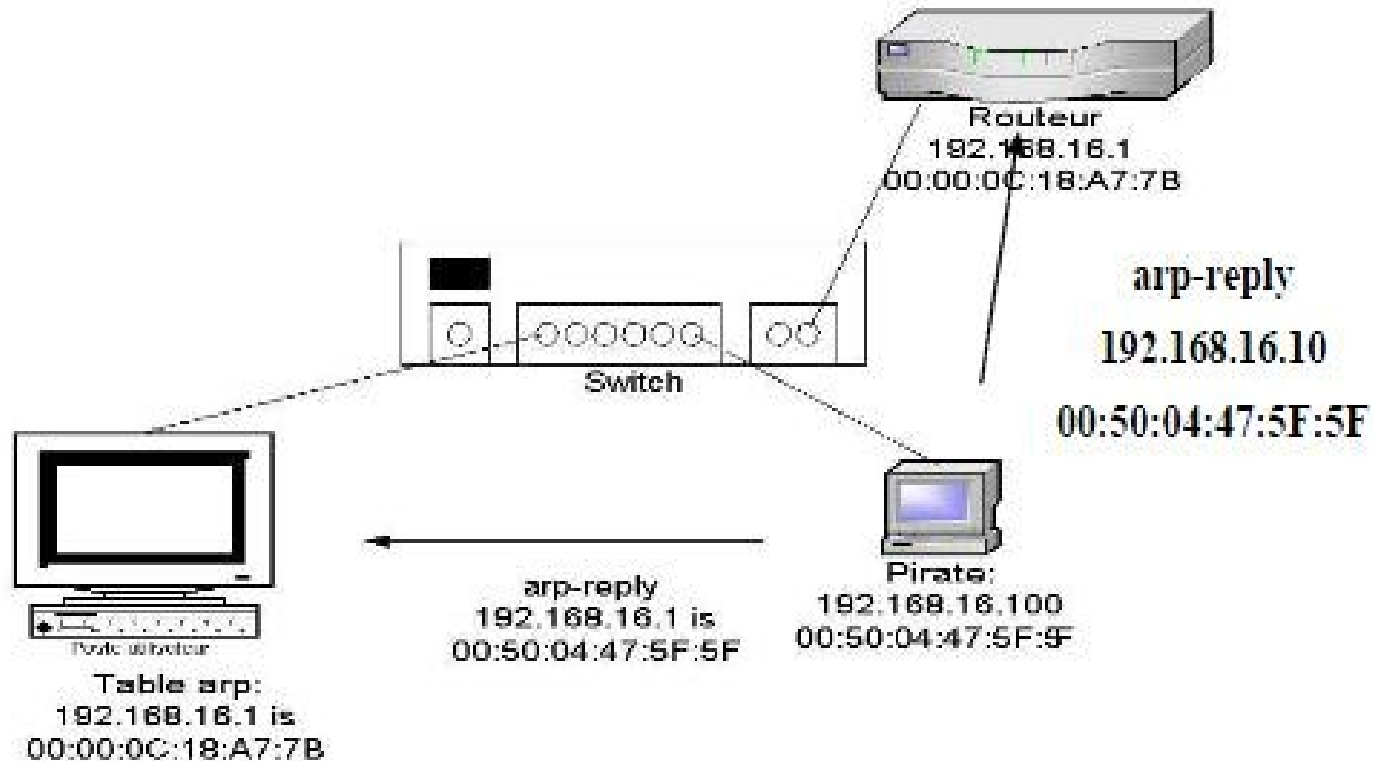 Routeur
192.168.16.1
00:00:0C:18:A7:7B
arp-reply
192.168.16.10
00:50:04:47:5F:5F
Switch
Pirate:
192.168.16.100
00:50:04:47:5F:5F
arp-reply
192.168.16.1 is
00:50:04:47:5F:5F
Poste utilisateur
Table arp:
192.168.16.1 is
00:00:0C:18:A7:7B